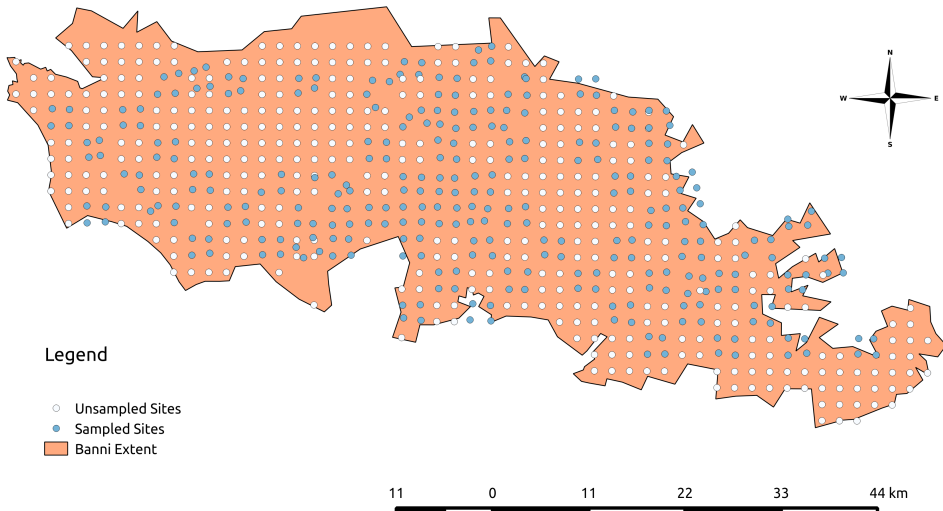 N
W E
S
Legend
Unsampled Sites
Sampled Sites
Banni Extent
11 0 11 22 33 44 km